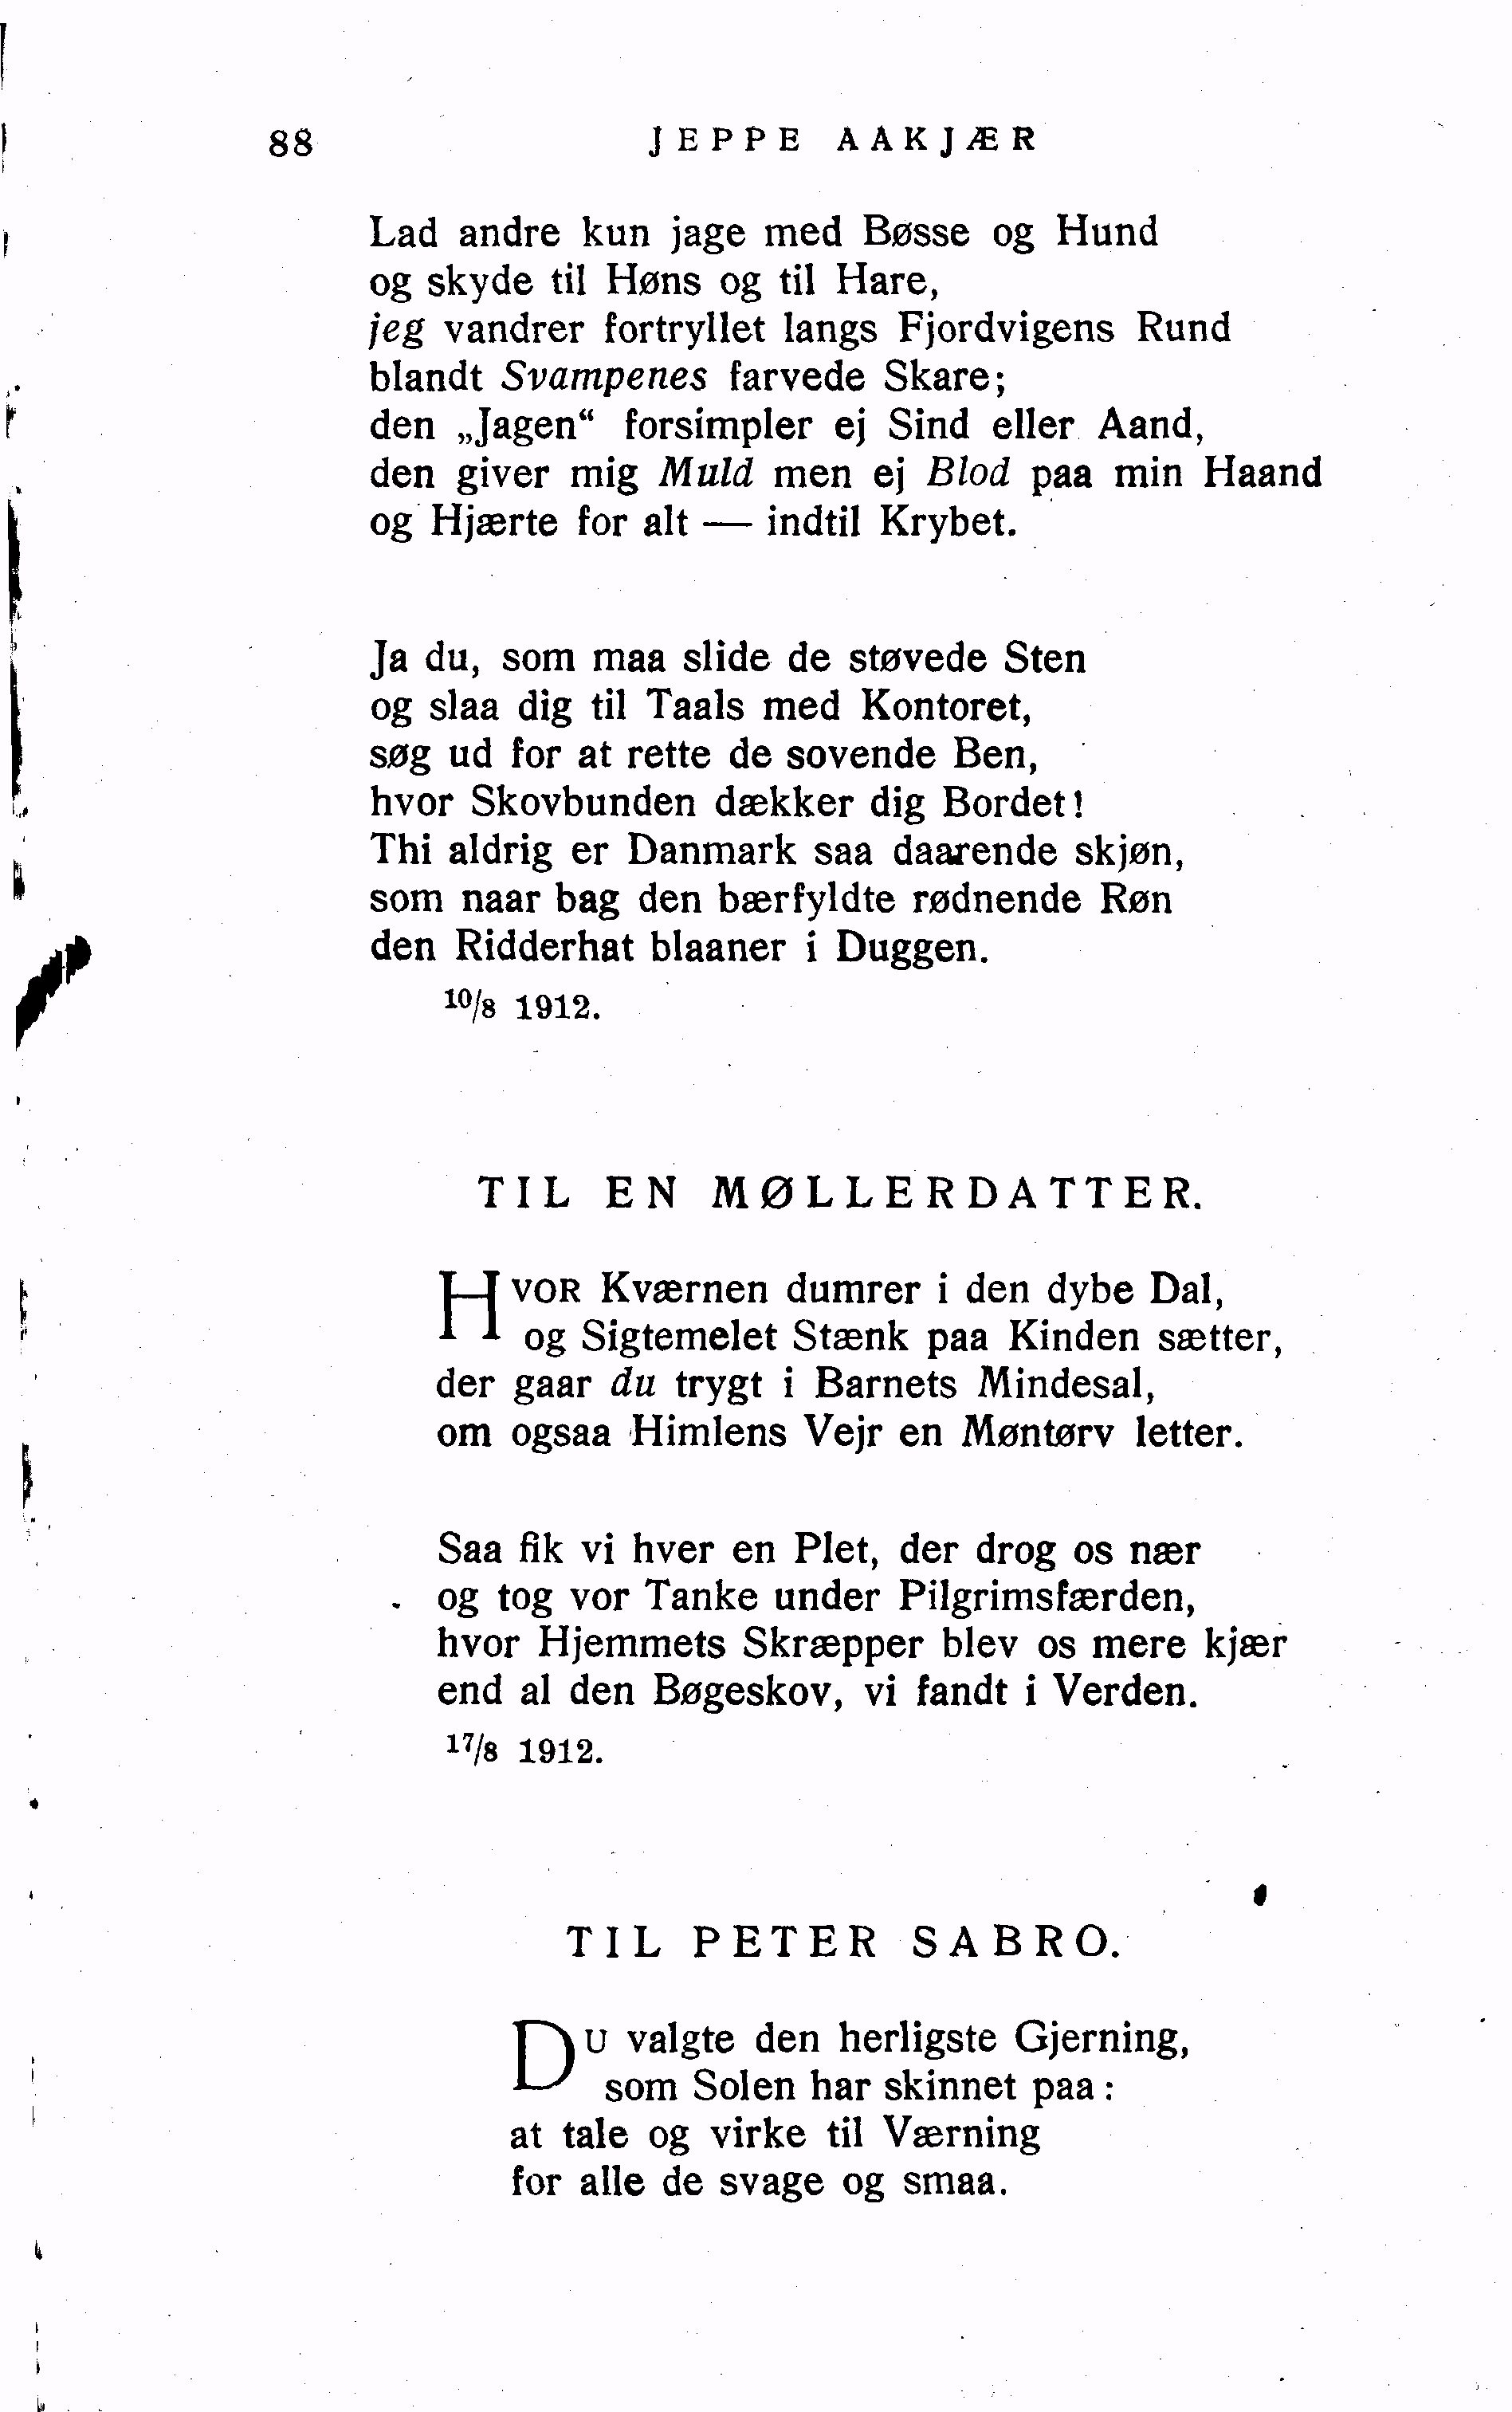 88 JEPPE AAKJÆR
Lad andre kun jage med Bøsse og Hund
og skyde til Høns og til Hare,
jeg vandrer fortryllet langs Fjordvigens Rund
blandt Svampenes farvede Skare;
den „Jagen“ forsimpler ej Sind eller Aand,
den giver mig Muld men ej Blod paa min Haand
og Hjærte for alt — indtil Krybet.
Ja du, som maa slide de støvede Sten
og slaa dig til Taals med Kontoret,
søg ud for at rette de sovende Ben,
hvor Skovbunden dækker dig Bordet!
Thi aldrig er Danmark saa daarende skjøn,
som naar bag den bærfyldte rødnende Røn
den Ridderhat blaaner i Duggen.
10/8 1912.
TIL EN MØLLERDATTER.
HVOR Kværnen dumrer i den dybe Dal,
og Sigtemelet Stænk paa Kinden sætter,
der gaar du trygt i Barnets Mindesal,
om ogsaa Himlens Vejr en Møntørv letter.
Saa fik vi hver en Plet, der drog os nær
og tog vor Tanke under Pilgrimsfærden,
hvor Hjemmets Skræpper blev os mere kjær
end al den Bøgeskov, vi fandt i Verden.
17/8 1912.
TIL PETER SABRO.
DU valgte den herligste Gjerning,
som Solen har skinnet paa:
at tale og virke til Værning
for alle de svage og smaa.